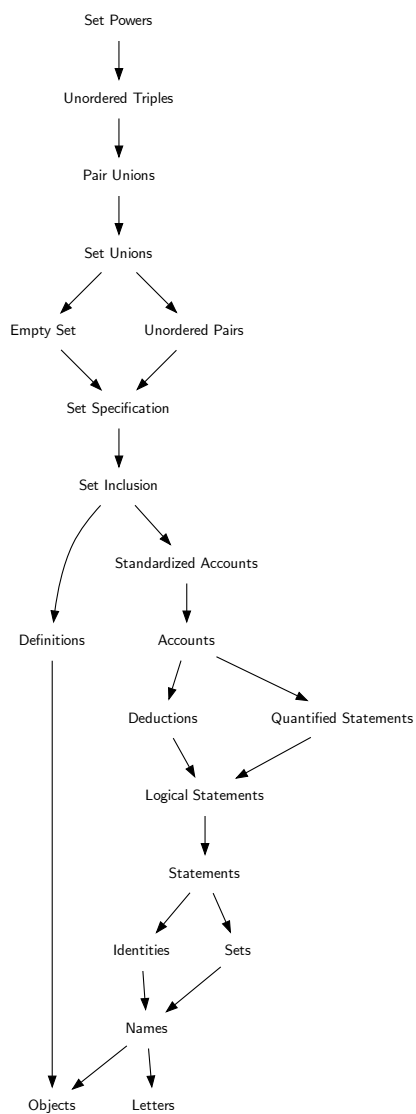 Set Powers
Unordered Triples
Pair Unions
Set Unions
Empty Set
Unordered Pairs
Set Specification
Set Inclusion
Standardized Accounts
Definitions
Accounts
Deductions
Quantified Statements
Logical Statements
Statements
Identities
Sets
Names
Objects
Letters